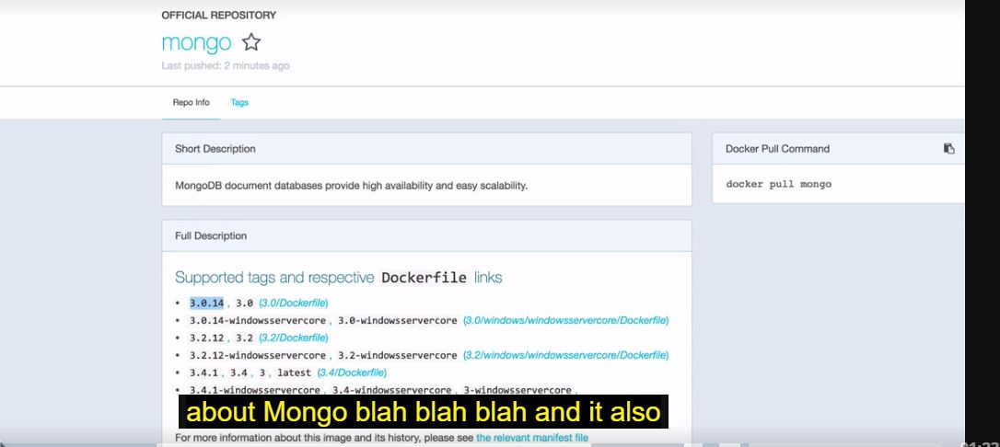 OFFICIAL REPOSITORY
mongo
Last pushed: 2 minutes ago
Repo Info Tags
Short Description
MongoDB document databases provide high availability and easy scalability.
Docker Pull Command
docker pull mongo
Full Description
Supported tags and respective Dockerfile links
• 3.0.14, 3.0 (3.0/Dockerfile)
• 3.0.14-windowsservercore, 3.0-windowsservercore (3.0/windows/windowsservercore/Dockerfile)
• 3.2.12, 3.2 (3.2/Dockerfile)
• 3.2.12-windowsservercore, 3.2-windowsservercore (3.2/windows/windowsservercore/Dockerfile)
• 3.4.1, 3.4, 3, latest (3.4/Dockerfile)
• 3.4.1-windowsservercore, 3.4-windowsservercore, 3-windowsservercore,
about Mongo blah blah blah and it also
For more information about this image and its history, please see the relevant manifest file